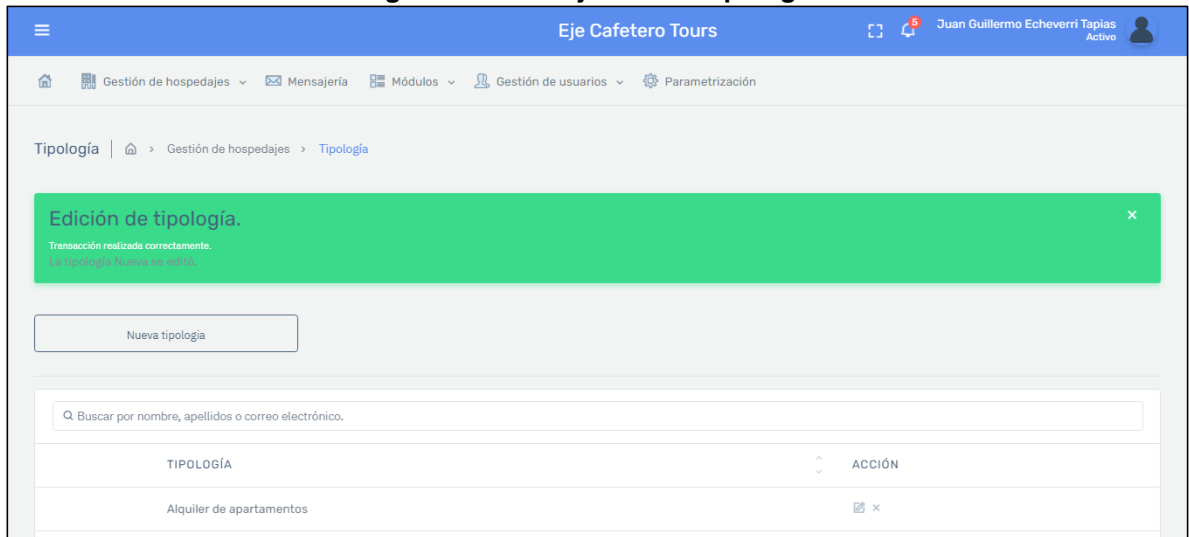 Eje Cafetero Tours
5
Juan Guillermo Echeverri Tapias
Activo
Gestión de hospedajes
Mensajería
Módulos
Gestión de usuarios
Parametrización
Tipología
Gestión de hospedajes
Tipología
Edición de tipología.
Transacción realizada correctamente.
La tipología Nueva se editó.
Nueva tipologia
Buscar por nombre, apellidos o correo electrónico.
TIPOLOGÍA
ACCIÓN
Alquiler de apartamentos